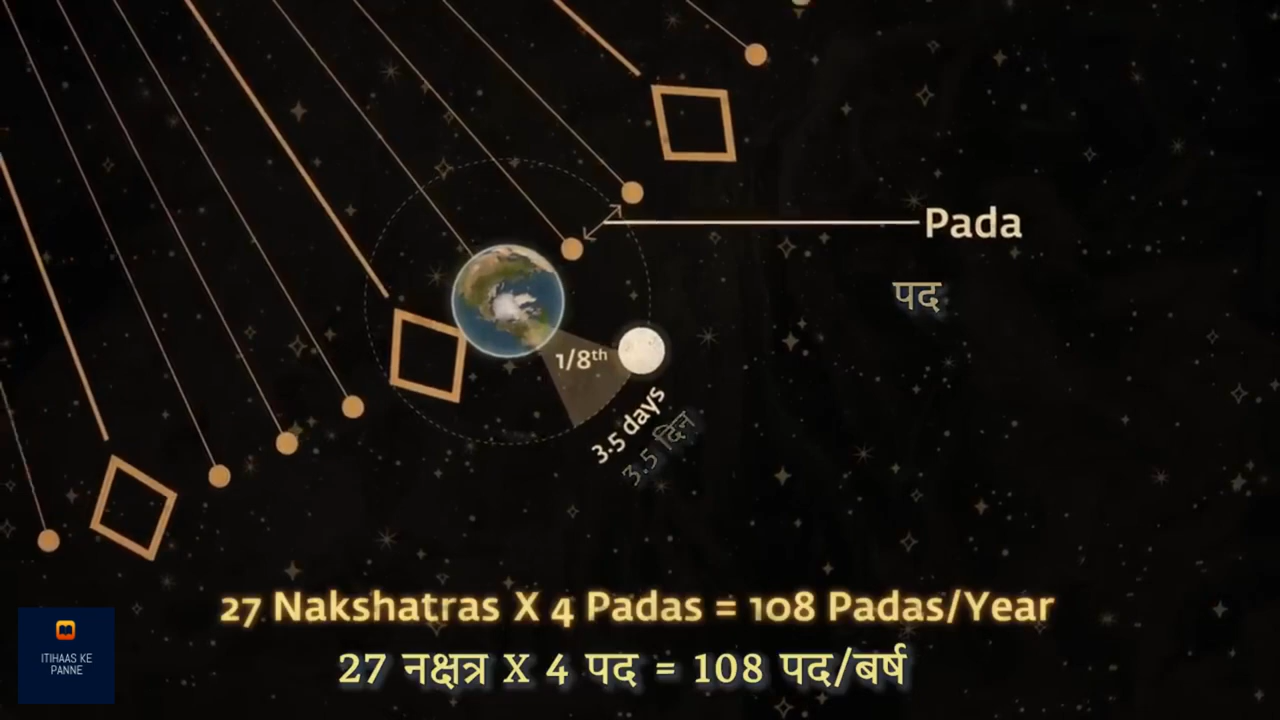 Pada
पद
1/8th
3.5 days
3.5 दिन
27 Nakshatras X 4 Padas = 108 Padas/Year
27 नक्षत्र X 4 पद = 108 पद/बर्ष
ITIHAAS KE
PANNE